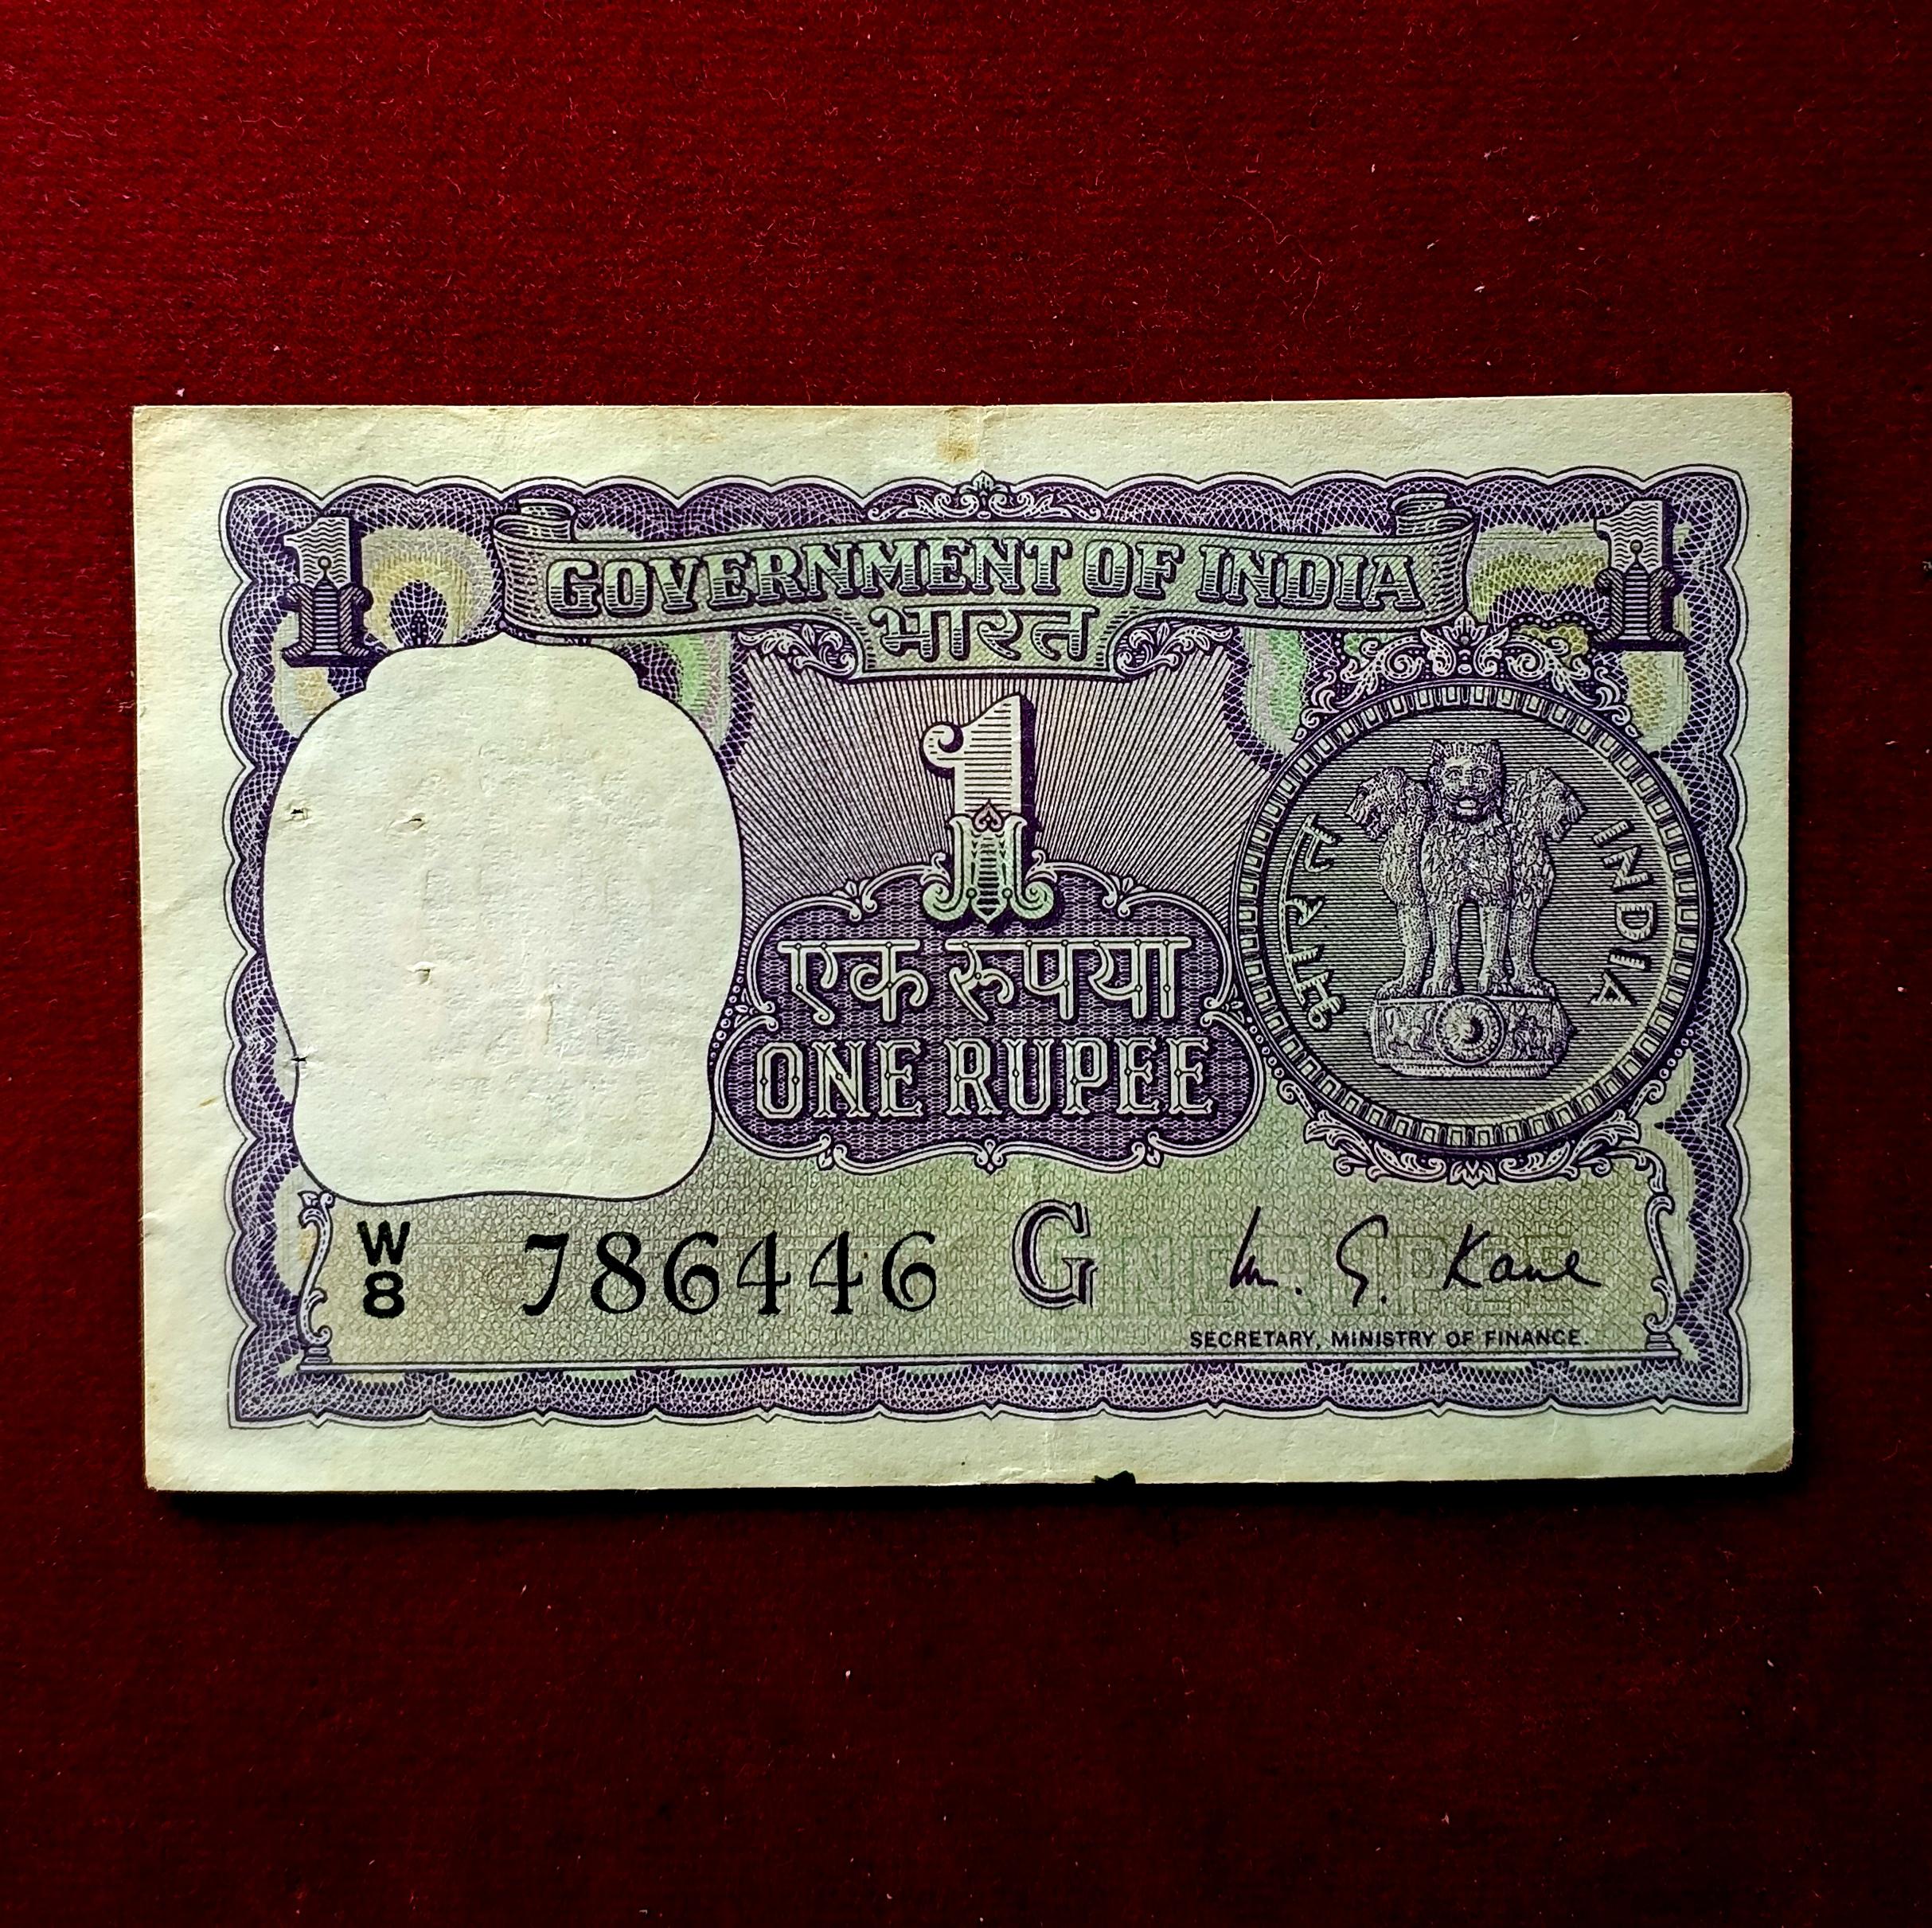 1 GOVERNMENT OF INDIA 1
भारत
1
भारत INDIA
एक रुपया
ONE RUPEE
W
8 786446 G M. G. Kaul
SECRETARY, MINISTRY OF FINANCE.